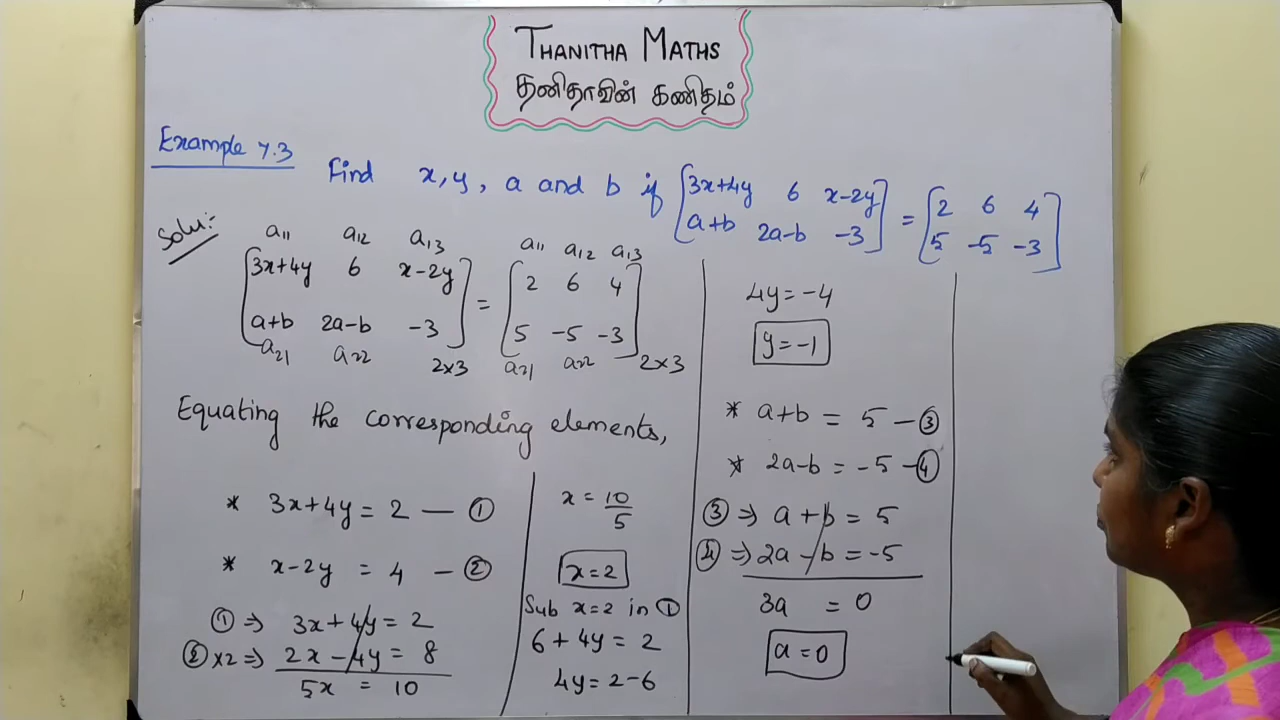 THANITHA MATHS
தனிதாவின் கணிதம்
Example 7.3
Find x, y, a and b if [3x+4y 6 x-2y] = [2 6 4]
[a+b 2a-b -3] [5 -5 -3]
Solu:-
a11 a12 a13 a11 a12 a13
[3x+4y 6 x-2y] = [2 6 4]
[a+b 2a-b -3] [5 -5 -3]
a21 a22 2x3 a21 a22 2x3
Equating the corresponding elements,
* 3x+4y = 2 — ①
* x-2y = 4 — ②
① ⇒ 3x+4y = 2
② x2 ⇒ 2x-4y = 8
5x = 10
x = 10/5
x=2
Sub x=2 in ①
6 + 4y = 2
4y = 2-6
4y = -4
y = -1
* a+b = 5 — ③
* 2a-b = -5 — ④
③ ⇒ a + b = 5
④ ⇒ 2a - b = -5
3a = 0
a = 0